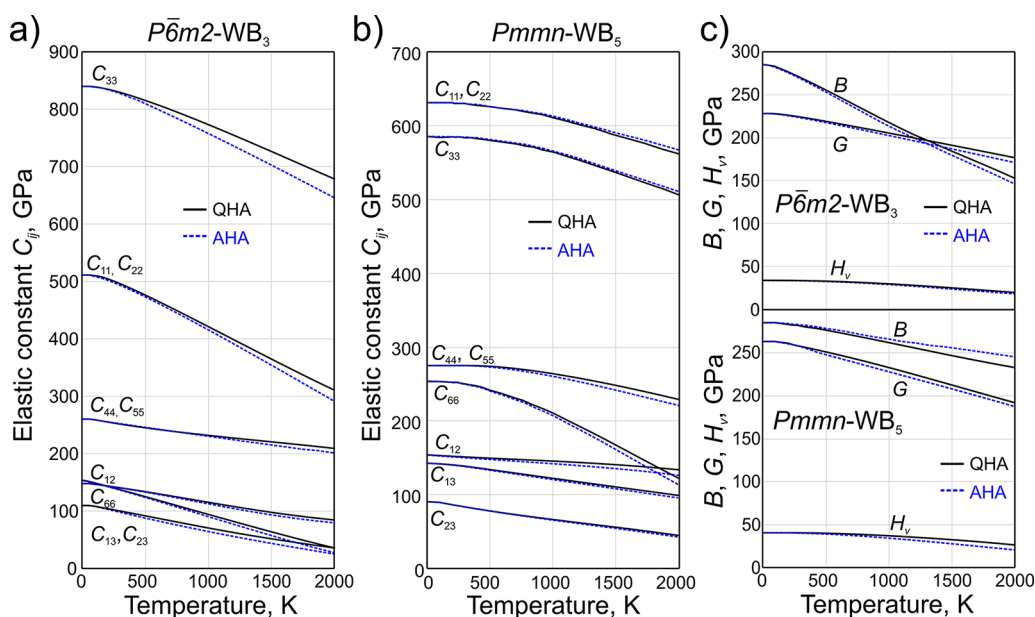 a)
P6̅m2-WB₃
Elastic constant Cᵢⱼ, GPa
900
800
700
600
500
400
300
200
100
0
C₃₃
QHA
AHA
C₁₁, C₂₂
C₄₄, C₅₅
C₁₂
C₆₆
C₁₃, C₂₃
0 500 1000 1500 2000
Temperature, K
b)
Pmmn-WB₅
Elastic constant Cᵢⱼ, GPa
700
600
500
400
300
200
100
0
C₁₁, C₂₂
C₃₃
QHA
AHA
C₄₄, C₅₅
C₆₆
C₁₂
C₁₃
C₂₃
0 500 1000 1500 2000
Temperature, K
c)
B, G, Hᵥ, GPa
300
250
200
150
100
50
0
B
G
P6̅m2-WB₃
QHA
AHA
Hᵥ
B, G, Hᵥ, GPa
250
200
150
100
50
0
B
G
Pmmn-WB₅
QHA
AHA
Hᵥ
0 500 1000 1500 2000
Temperature, K